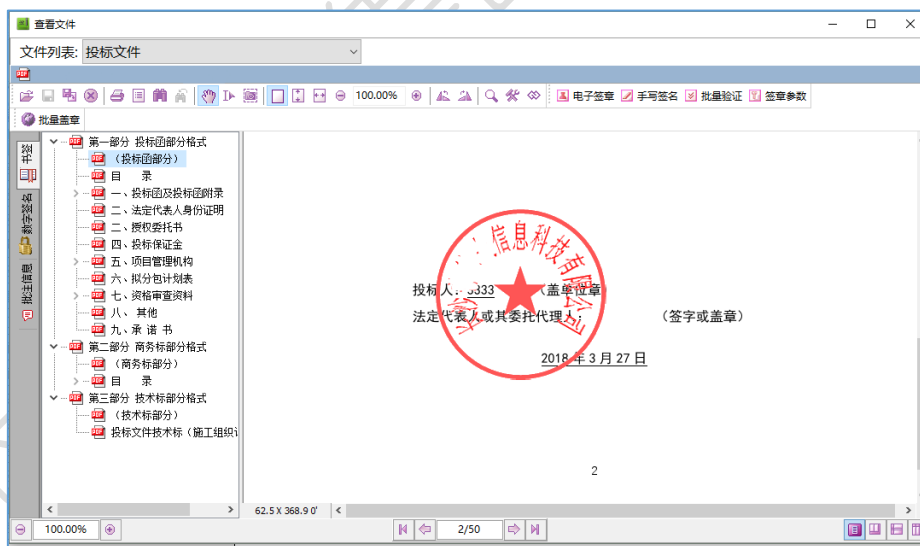 查看文件
文件列表: 投标文件
100.00% 电子签章 手写签名 批量验证 签章参数
批量盖章
书签
数字签名
批注信息
第一部分 投标函部分格式
（投标函部分）
目 录
一、投标函及投标函附录
二、法定代表人身份证明
二、授权委托书
四、投标保证金
五、项目管理机构
六、拟分包计划表
七、资格审查资料
八、 其他
九、承 诺 书
第二部分 商务标部分格式
（商务标部分）
目 录
第三部分 技术标部分格式
（技术标部分）
投标文件技术标（施工组织
信息科技有限公司
投标人: 3333 （盖单位章
法定代表人或其委托代理人: （签字或盖章）
2018 年 3 月 27 日
2
62.5 X 368.9 0'
100.00% 2/50